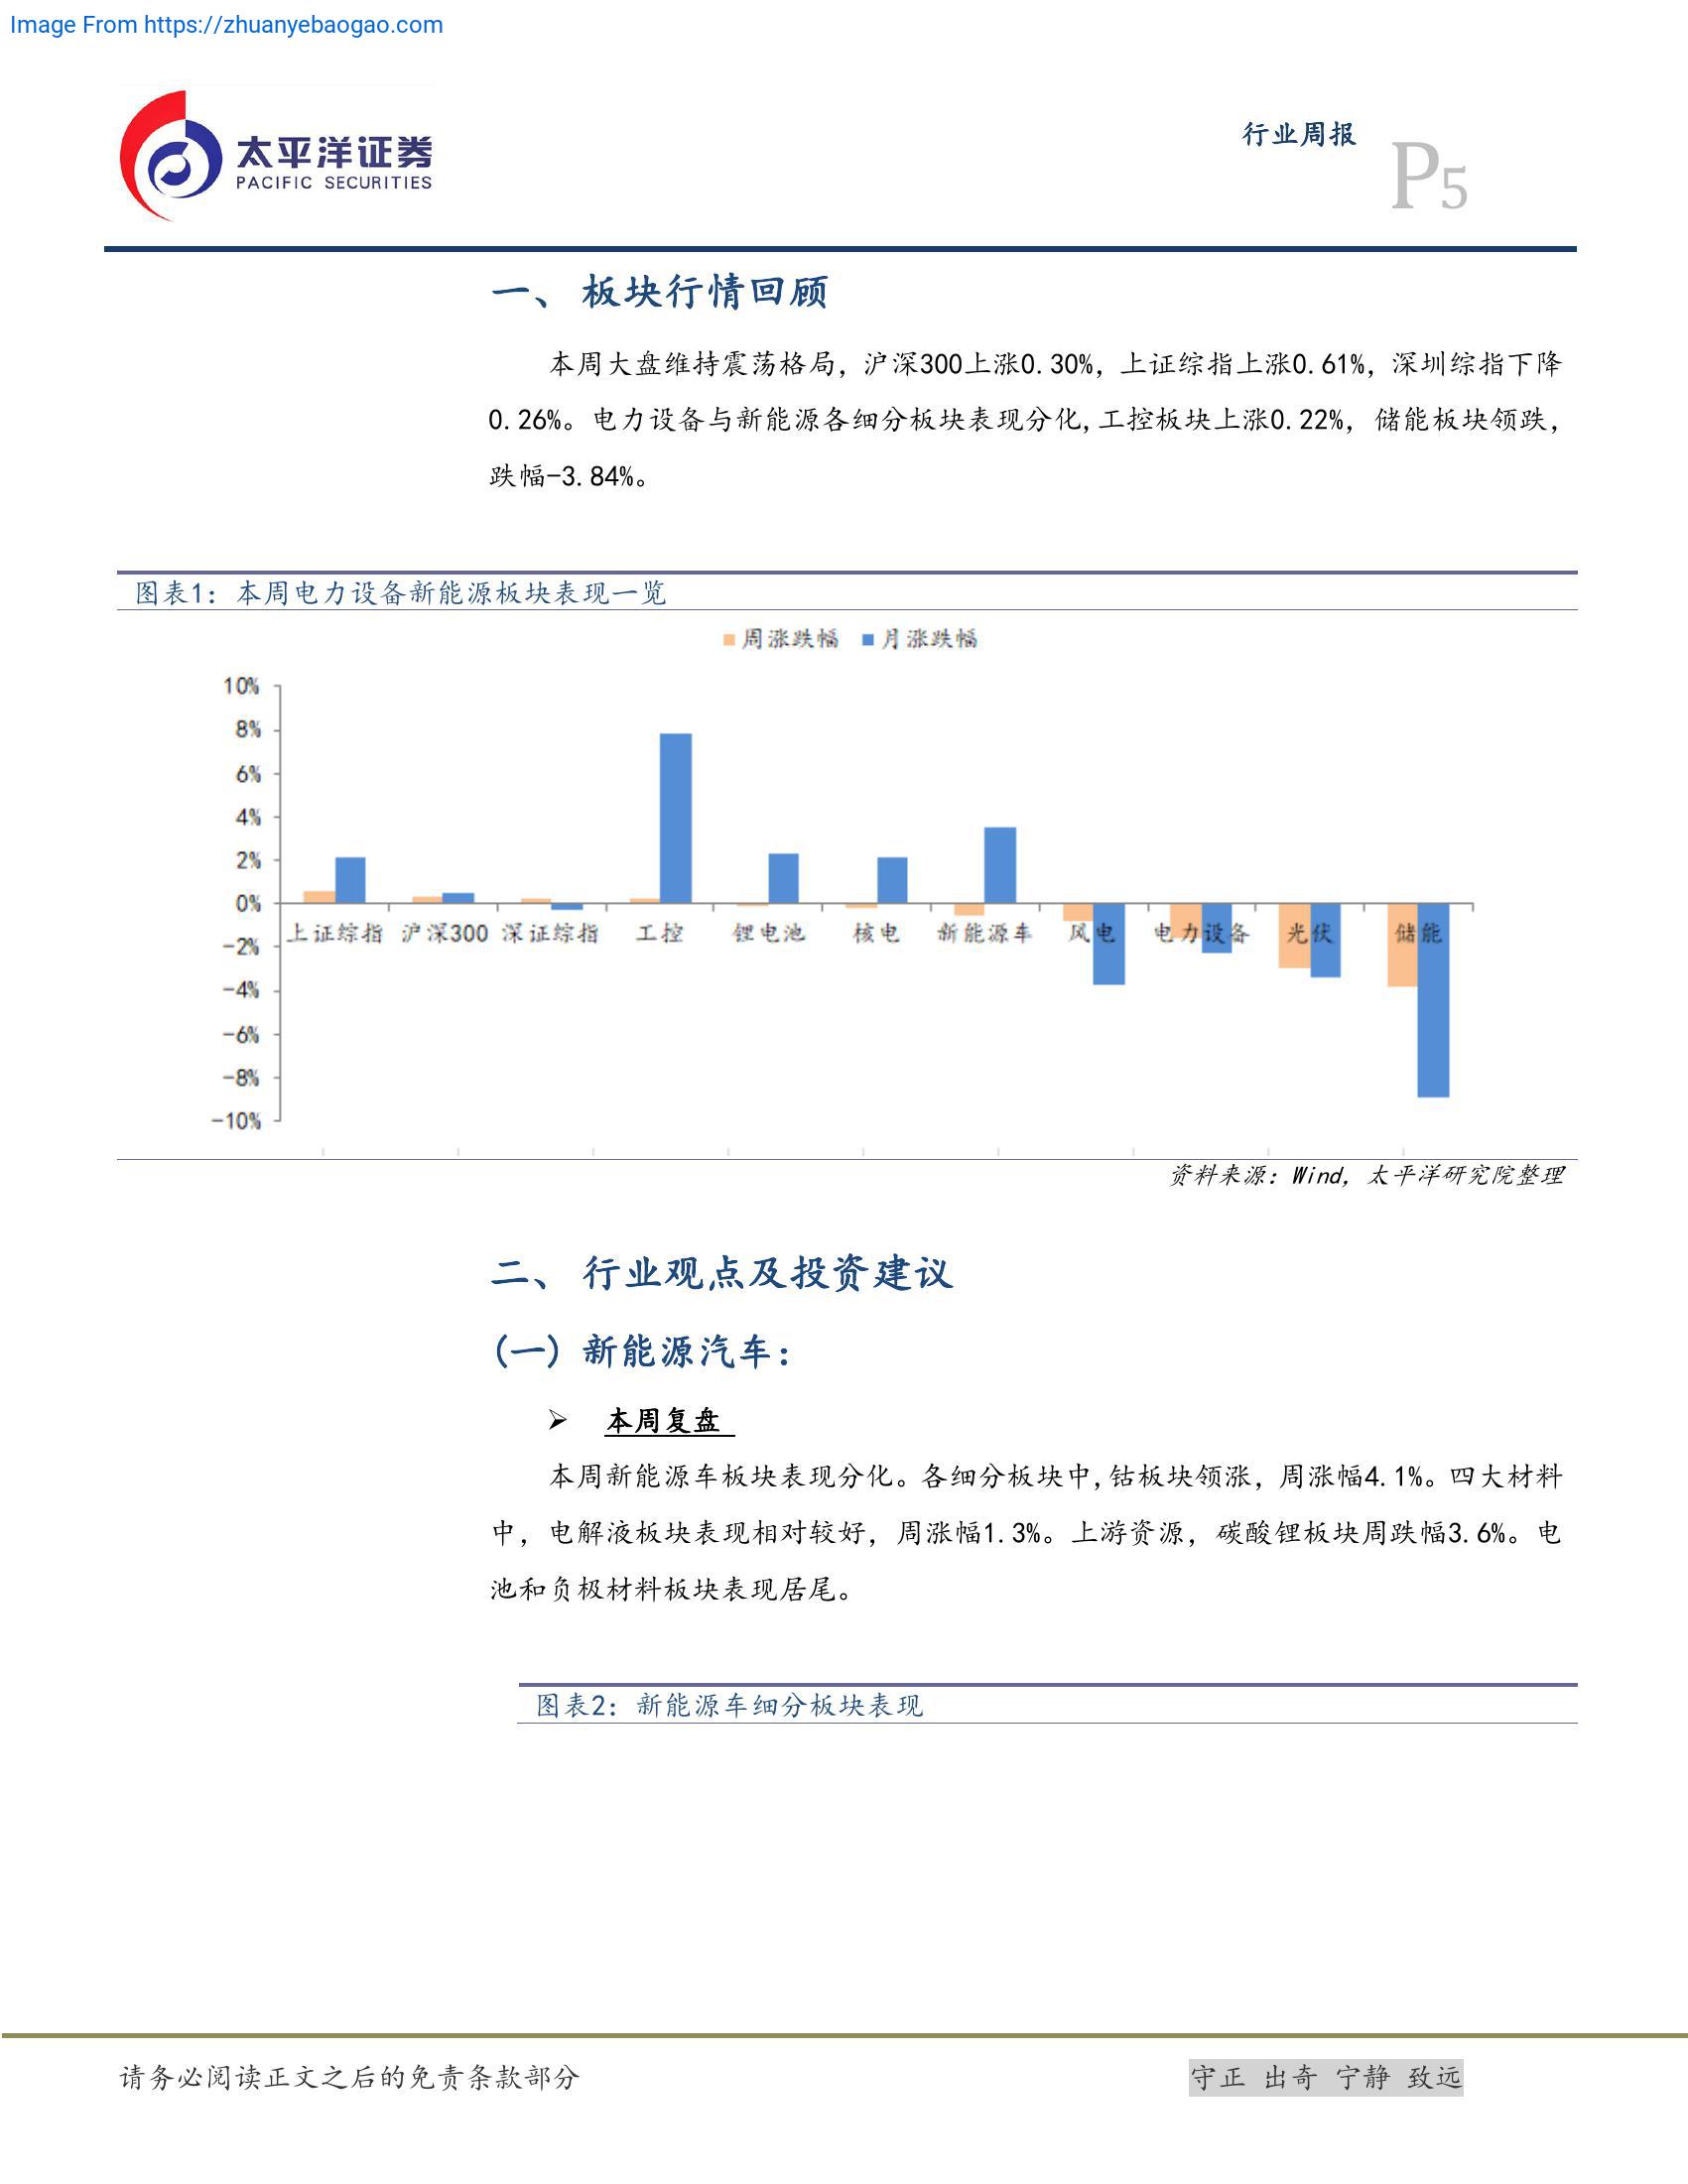 Image From https://zhuanyebaogao.com
太平洋证券
PACIFIC SECURITIES
行业周报
P5
一、 板块行情回顾
本周大盘维持震荡格局，沪深300上涨0.30%，上证综指上涨0.61%，深圳综指下降
0.26%。电力设备与新能源各细分板块表现分化,工控板块上涨0.22%，储能板块领跌，
跌幅-3.84%。
图表1：本周电力设备新能源板块表现一览
周涨跌幅 月涨跌幅
10%
8%
6%
4%
2%
0%
-2%
-4%
-6%
-8%
-10%
上证综指 沪深300 深证综指 工控 锂电池 核电 新能源车 风电 电力设备 光伏 储能
资料来源：Wind，太平洋研究院整理
二、 行业观点及投资建议
(一) 新能源汽车：
➢ 本周复盘
本周新能源车板块表现分化。各细分板块中,钴板块领涨，周涨幅4.1%。四大材料
中，电解液板块表现相对较好，周涨幅1.3%。上游资源，碳酸锂板块周跌幅3.6%。电
池和负极材料板块表现居尾。
图表2：新能源车细分板块表现
请务必阅读正文之后的免责条款部分
守正 出奇 宁静 致远